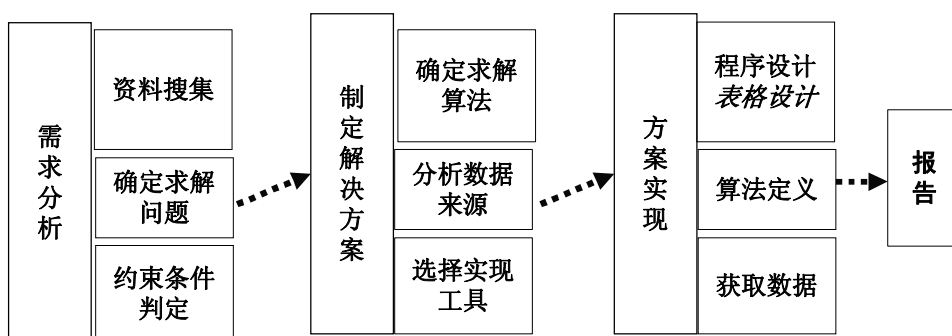 需求分析
资料搜集
确定求解
问题
约束条件
判定
制定解决方案
确定求解
算法
分析数据
来源
选择实现
工具
方案实现
程序设计
表格设计
算法定义
获取数据
报告